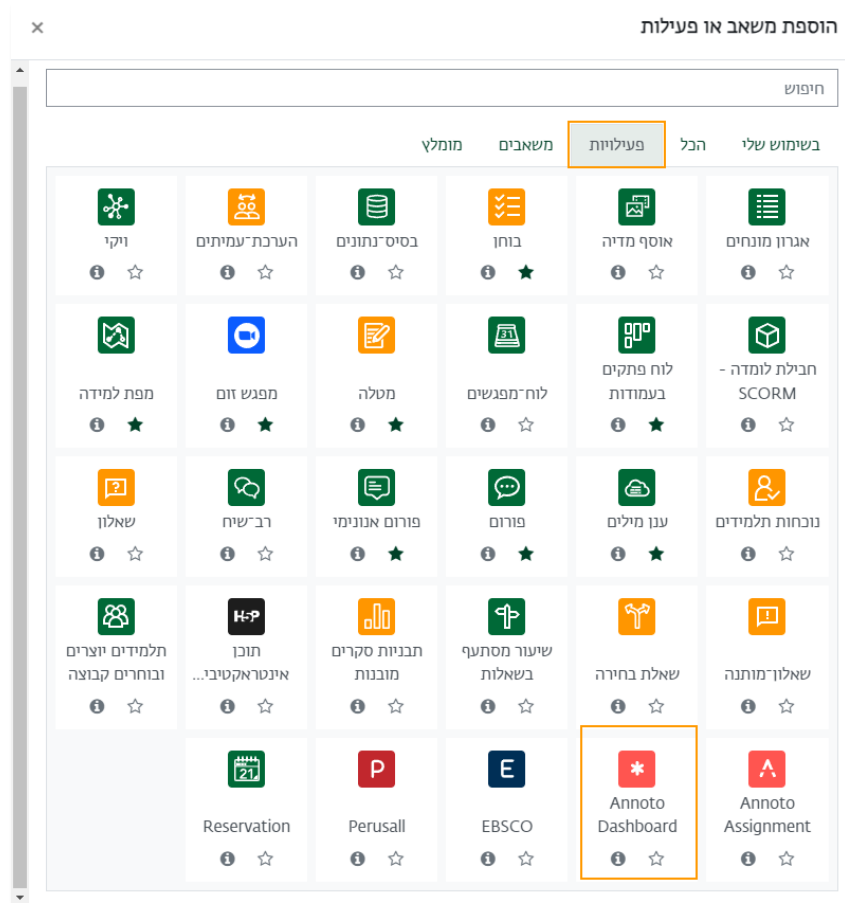 הוספת משאב או פעילות
×
חיפוש
בשימוש שלי הכל פעילויות משאבים מומלץ
אגרון מונחים
אוסף מדיה
בוחן
בסיס־נתונים
הערכת־עמיתים
ויקי
חבילת לומדה -
SCORM
לוח פתקים
בעמודות
31
לוח־מפגשים
מטלה
מפגש זום
מפת למידה
נוכחות תלמידים
ענן מילים
פורום
פורום אנונימי
רב־שיח
?
שאלון
!
שאלון־מותנה
שאלת בחירה
שיעור מסתעף
בשאלות
תבניות סקרים
מובנות
H-P
תוכן
אינטראקטיבי...
תלמידים יוצרים
ובוחרים קבוצה
Annoto
Assignment
Annoto
Dashboard
E
EBSCO
P
Perusall
21
Reservation